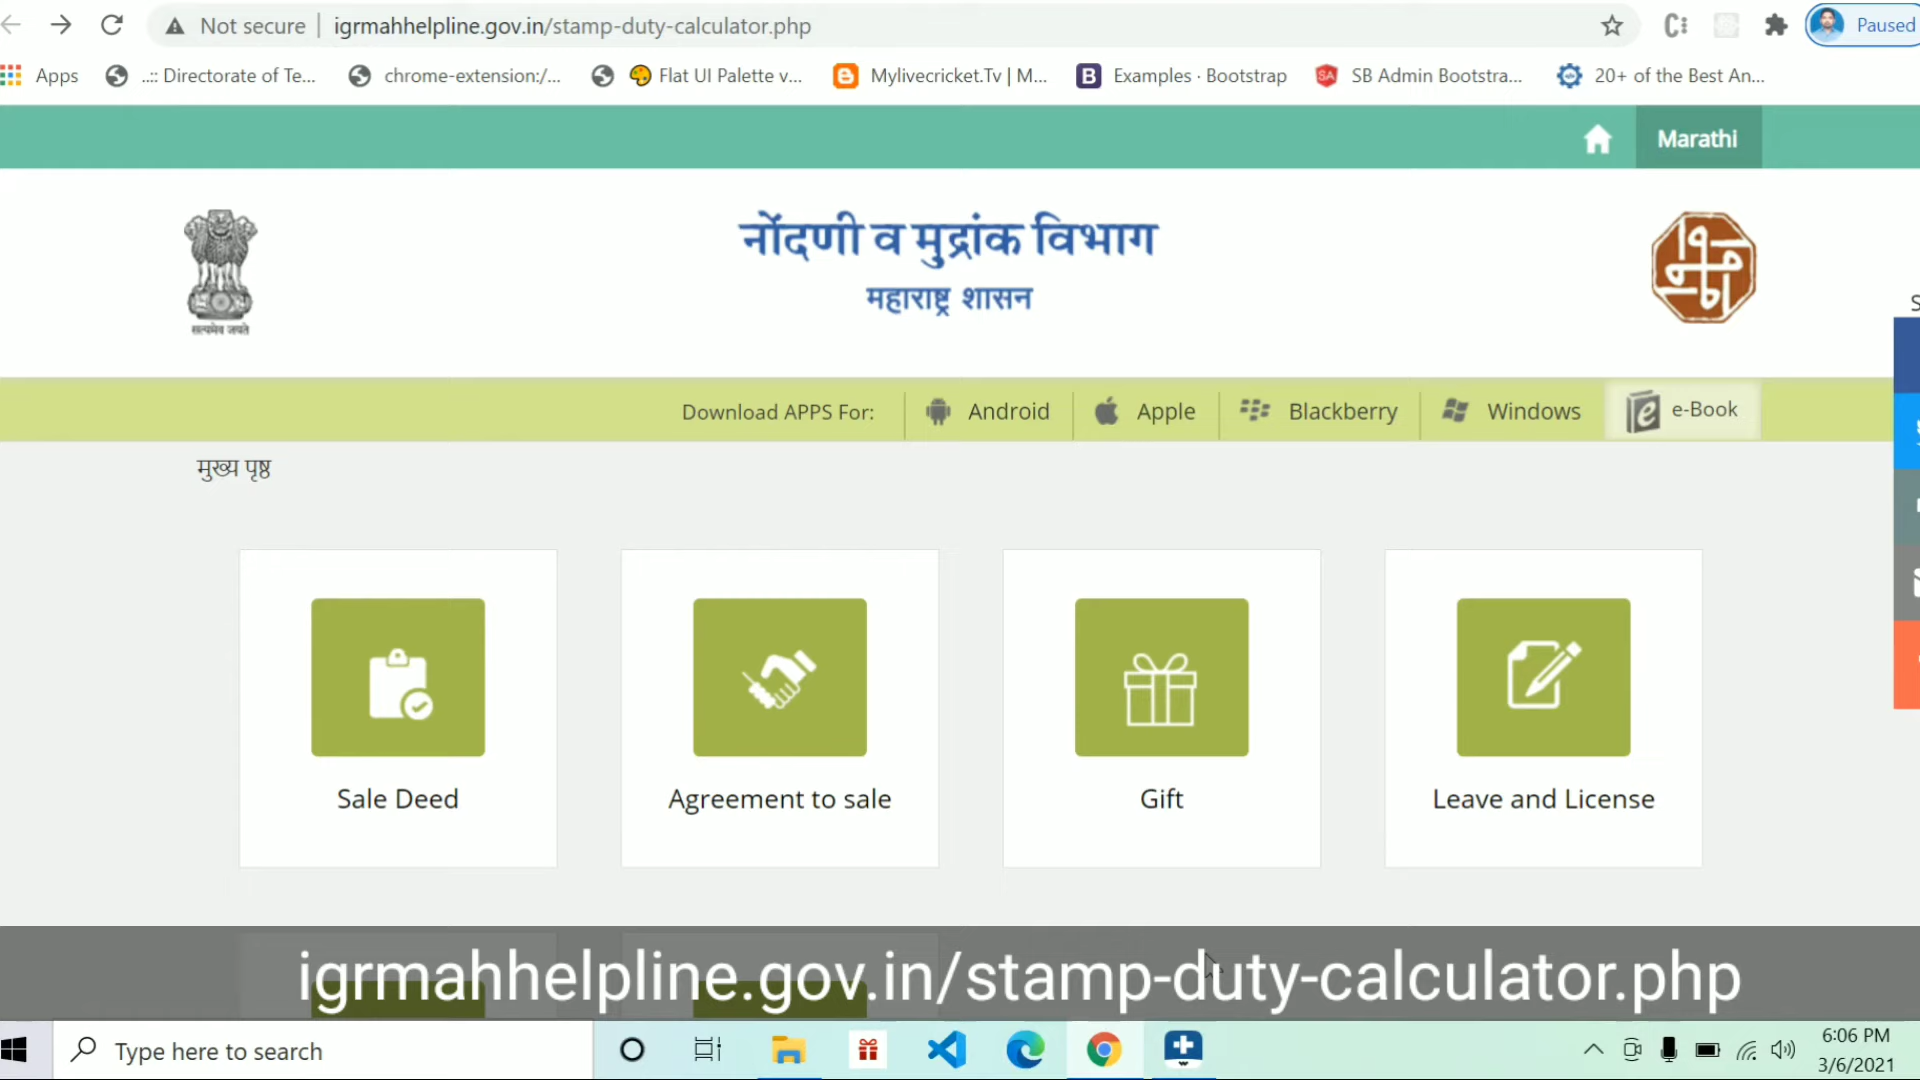 Not secure igrmahhelpline.gov.in/stamp-duty-calculator.php Paused
Apps ..:: Directorate of Te... chrome-extension:/... Flat UI Palette v... Mylivecricket.Tv | M... Examples · Bootstrap SB Admin Bootstra... 20+ of the Best An...
Marathi
नोंदणी व मुद्रांक विभाग
महाराष्ट्र शासन
सत्यमेव जयते
Download APPS For: Android Apple Blackberry Windows e-Book
मुख्य पृष्ठ
Sale Deed Agreement to sale Gift Leave and License
igrmahhelpline.gov.in/stamp-duty-calculator.php
Type here to search
6:06 PM
3/6/2021